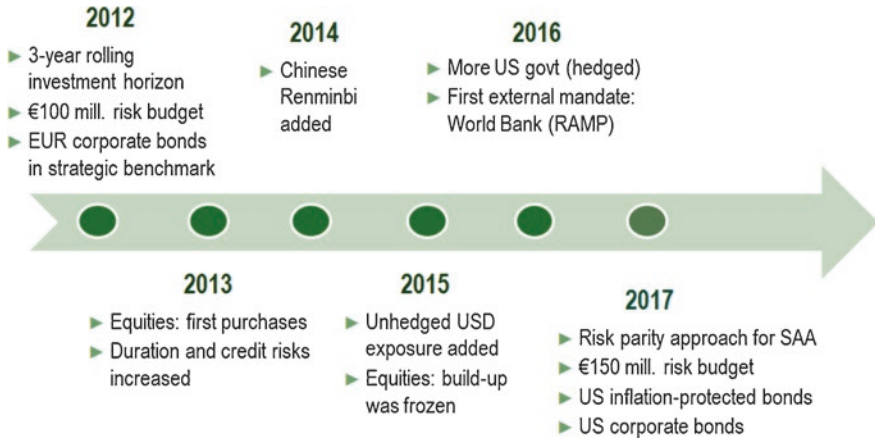 2012
► 3-year rolling
investment horizon
► €100 mill. risk budget
► EUR corporate bonds
in strategic benchmark
2014
► Chinese
Renminbi
added
2016
► More US govt (hedged)
► First external mandate:
World Bank (RAMP)
2013
► Equities: first purchases
► Duration and credit risks
increased
2015
► Unhedged USD
exposure added
► Equities: build-up
was frozen
2017
► Risk parity approach for SAA
► €150 mill. risk budget
► US inflation-protected bonds
► US corporate bonds